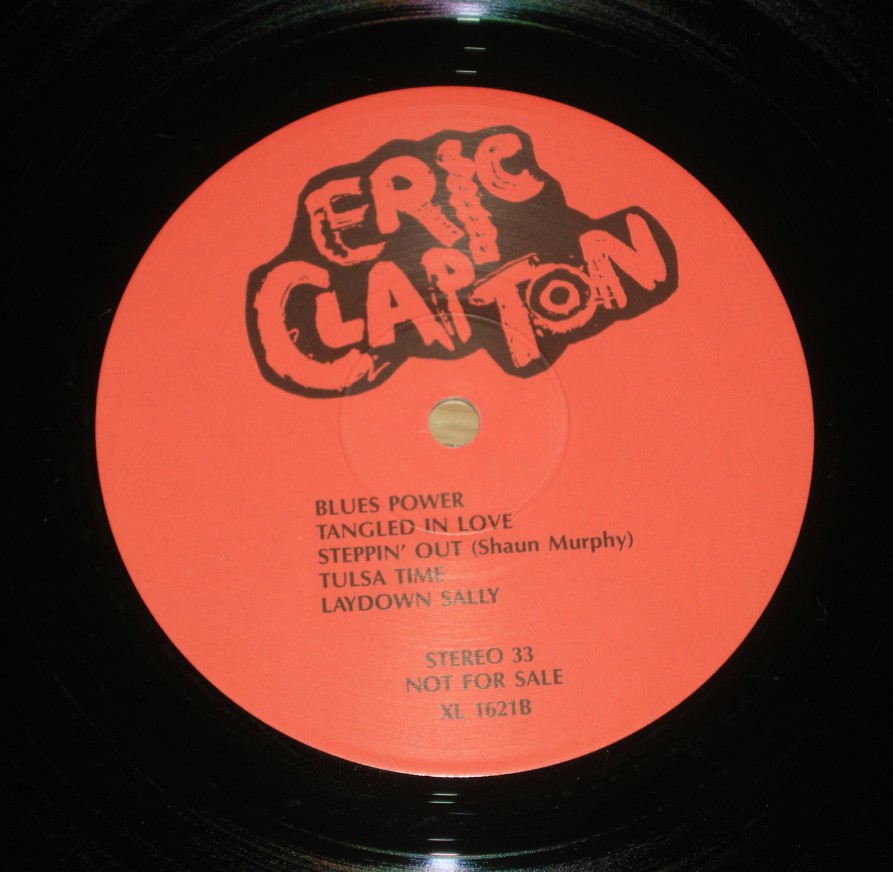 ERIC
CLAPTON
BLUES POWER
TANGLED IN LOVE
STEPPIN' OUT (Shaun Murphy)
TULSA TIME
LAYDOWN SALLY
STEREO 33
NOT FOR SALE
XL 1621B